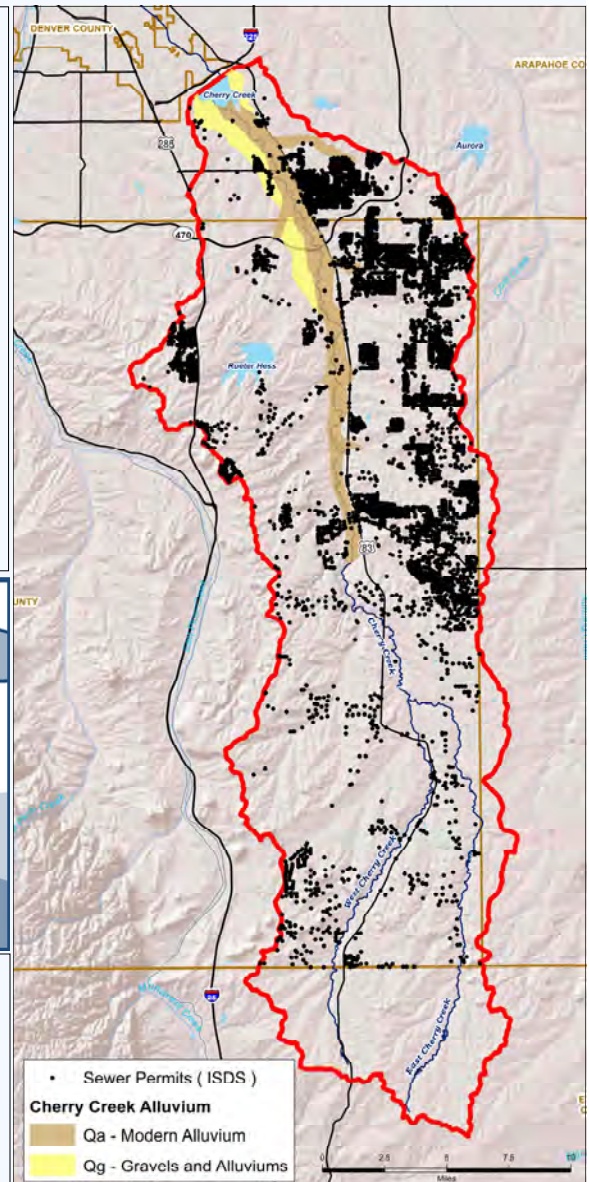 DENVER COUNTY
225
ARAPAHOE CO
Cherry Creek
285
Aurora
470
Rueter Hess
83
UNTY
Cherry Creek
West Cherry Creek
East Cherry Creek
Sewer Permits ( ISDS )
Cherry Creek Alluvium
Qa - Modern Alluvium
Qg - Gravels and Alluviums
0 2.5 5 7.5 10
Miles